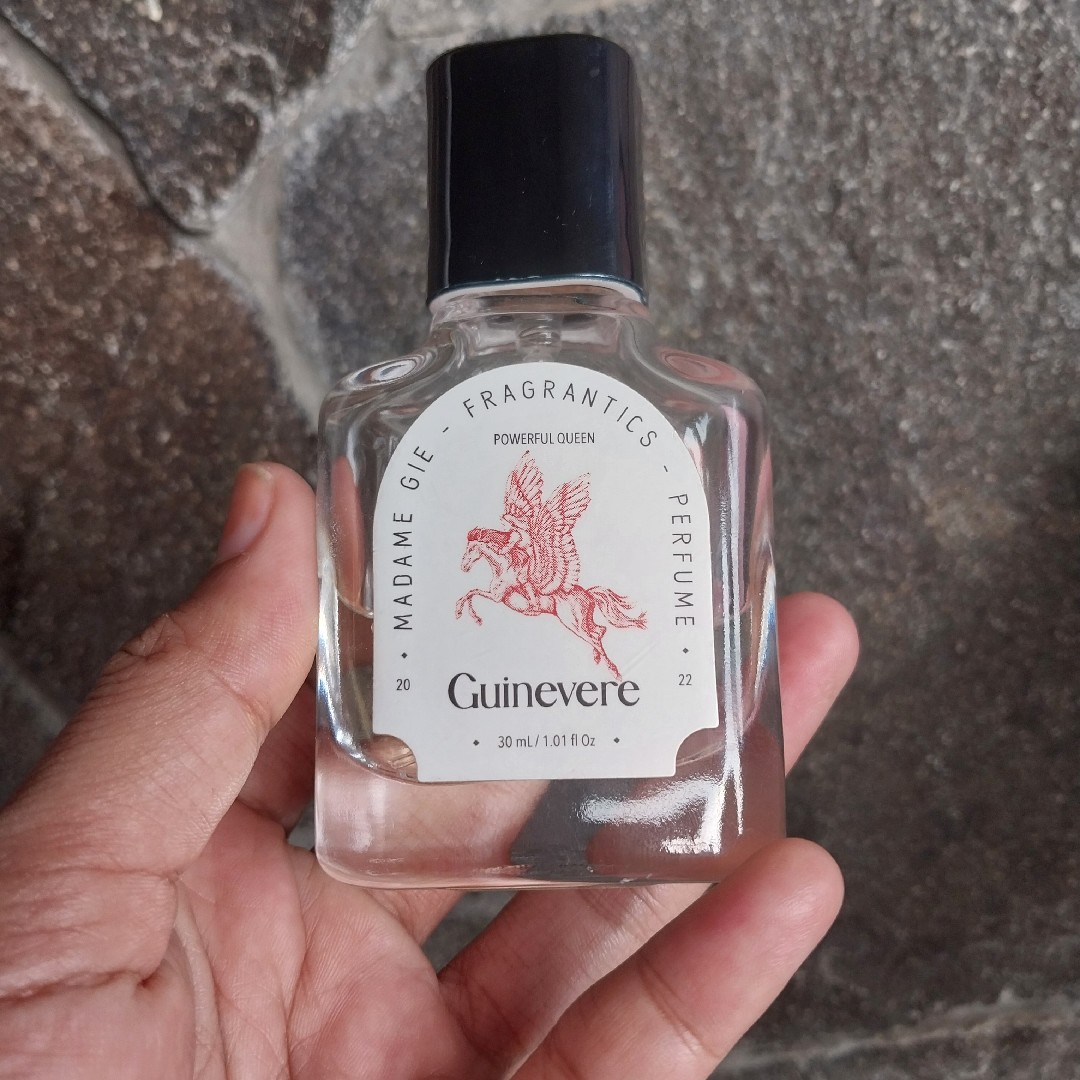 MADAME GIE - FRAGRANTICS - PERFUME
POWERFUL QUEEN
Guinevere
20 22
30 mL / 1.01 fl Oz